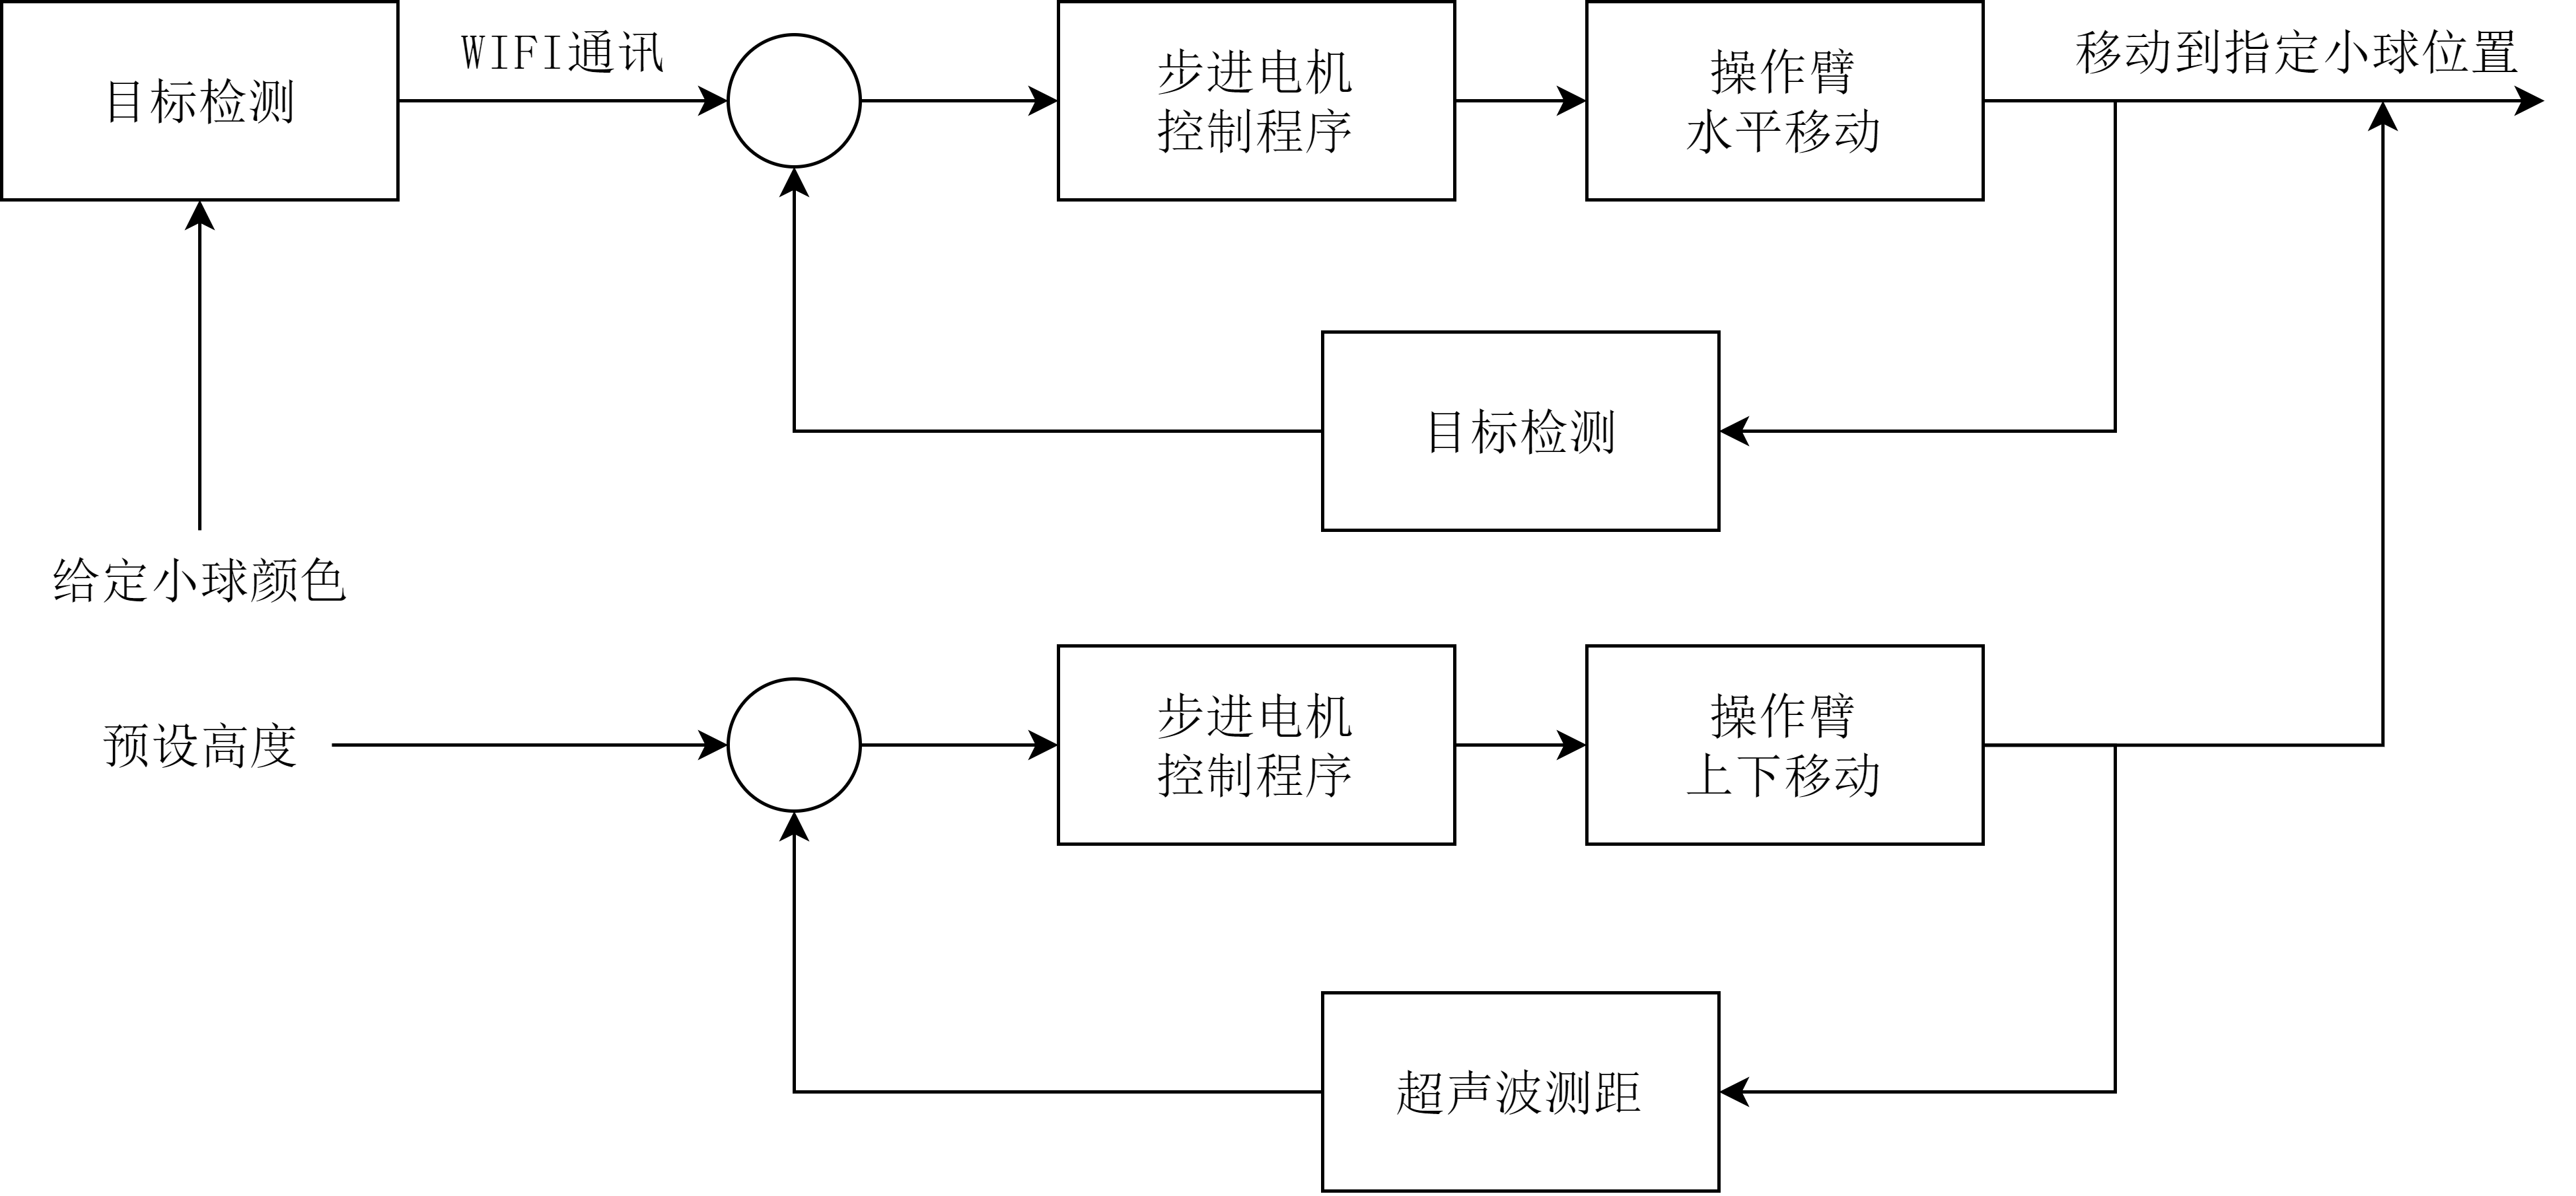 目标检测
WIFI通讯
步进电机
控制程序
操作臂
水平移动
移动到指定小球位置
目标检测
给定小球颜色
预设高度
步进电机
控制程序
操作臂
上下移动
超声波测距